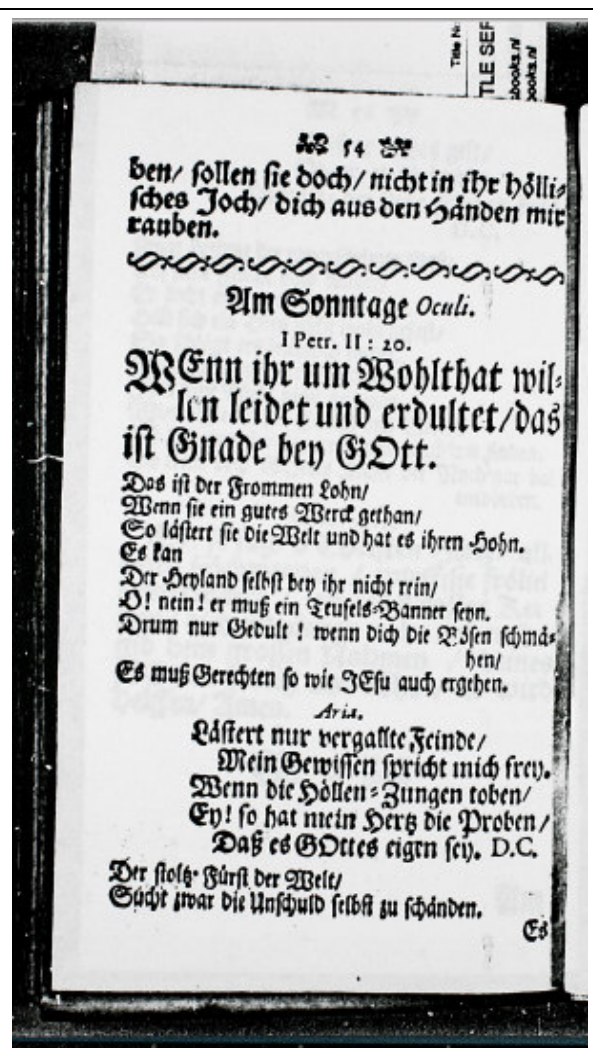 Title N
TLE SEF
books.n/
ooks.n/
54
ben/ sollen sie doch/ nicht in ihr hölli⸗
sches Joch/ dich aus den Händen mir
rauben.
Am Sonntage Oculi.
I Petr. II : 20.
WEnn ihr um Wohlthat wil⸗
len leidet und erdultet/das
ist Gnade bey GOtt.
Das ist der Frommen Lohn/
Wenn sie ein gutes Werck gethan/
So lästert sie die Welt und hat es ihren Hohn.
Es kan
Der Heyland selbst bey ihr nicht rein/
O! nein! er muß ein Teufels⸗Banner seyn.
Drum nur Gedult ! wenn dich die Bösen schmä⸗
hen/
Es muß Gerechten so wie JEsu auch ergehen.
Aria.
Lästert nur vergallte Feinde/
Mein Gewissen spricht mich frey.
Wenn die Höllen⸗Zungen toben/
Ey! so hat mein Hertz die Proben/
Daß es GOttes eigen sey. D.C.
Der stoltz Fürst der Welt/
Sücht zwar die Unschuld selbst zu schänden.
Es